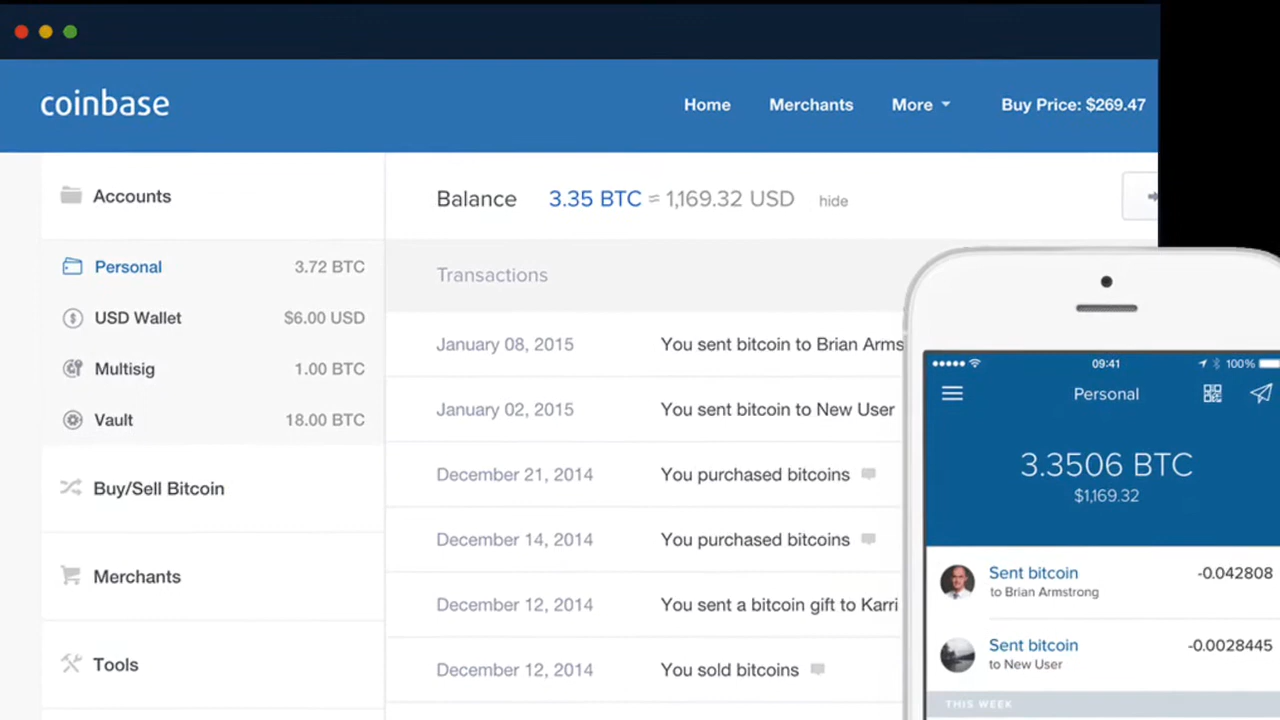 coinbase
Home Merchants More Buy Price: $269.47
Accounts
Personal 3.72 BTC
USD Wallet $6.00 USD
Multisig 1.00 BTC
Vault 18.00 BTC
Buy/Sell Bitcoin
Merchants
Tools
Balance 3.35 BTC ≈ 1,169.32 USD hide
Transactions
January 08, 2015 You sent bitcoin to Brian Arms
January 02, 2015 You sent bitcoin to New User
December 21, 2014 You purchased bitcoins
December 14, 2014 You purchased bitcoins
December 12, 2014 You sent a bitcoin gift to Karri
December 12, 2014 You sold bitcoins
09:41 100%
Personal
3.3506 BTC
$1,169.32
Sent bitcoin -0.042808
to Brian Armstrong
Sent bitcoin -0.0028445
to New User
THIS WEEK